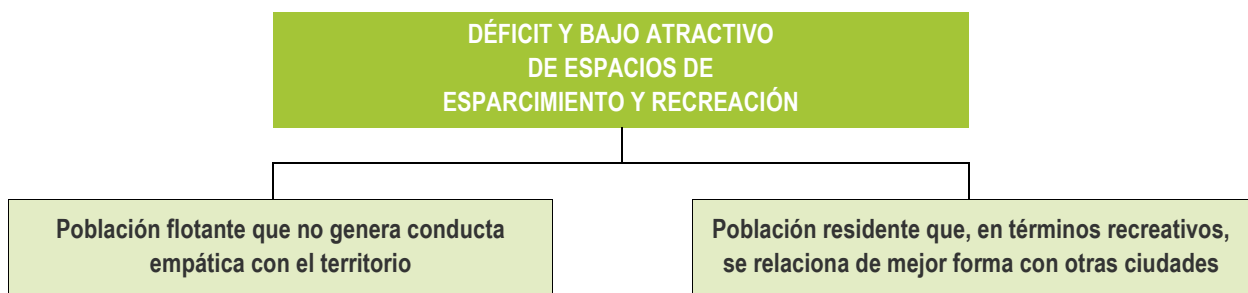 DÉFICIT Y BAJO ATRACTIVO
DE ESPACIOS DE
ESPARCIMIENTO Y RECREACIÓN
Población flotante que no genera conducta
empática con el territorio
Población residente que, en términos recreativos,
se relaciona de mejor forma con otras ciudades